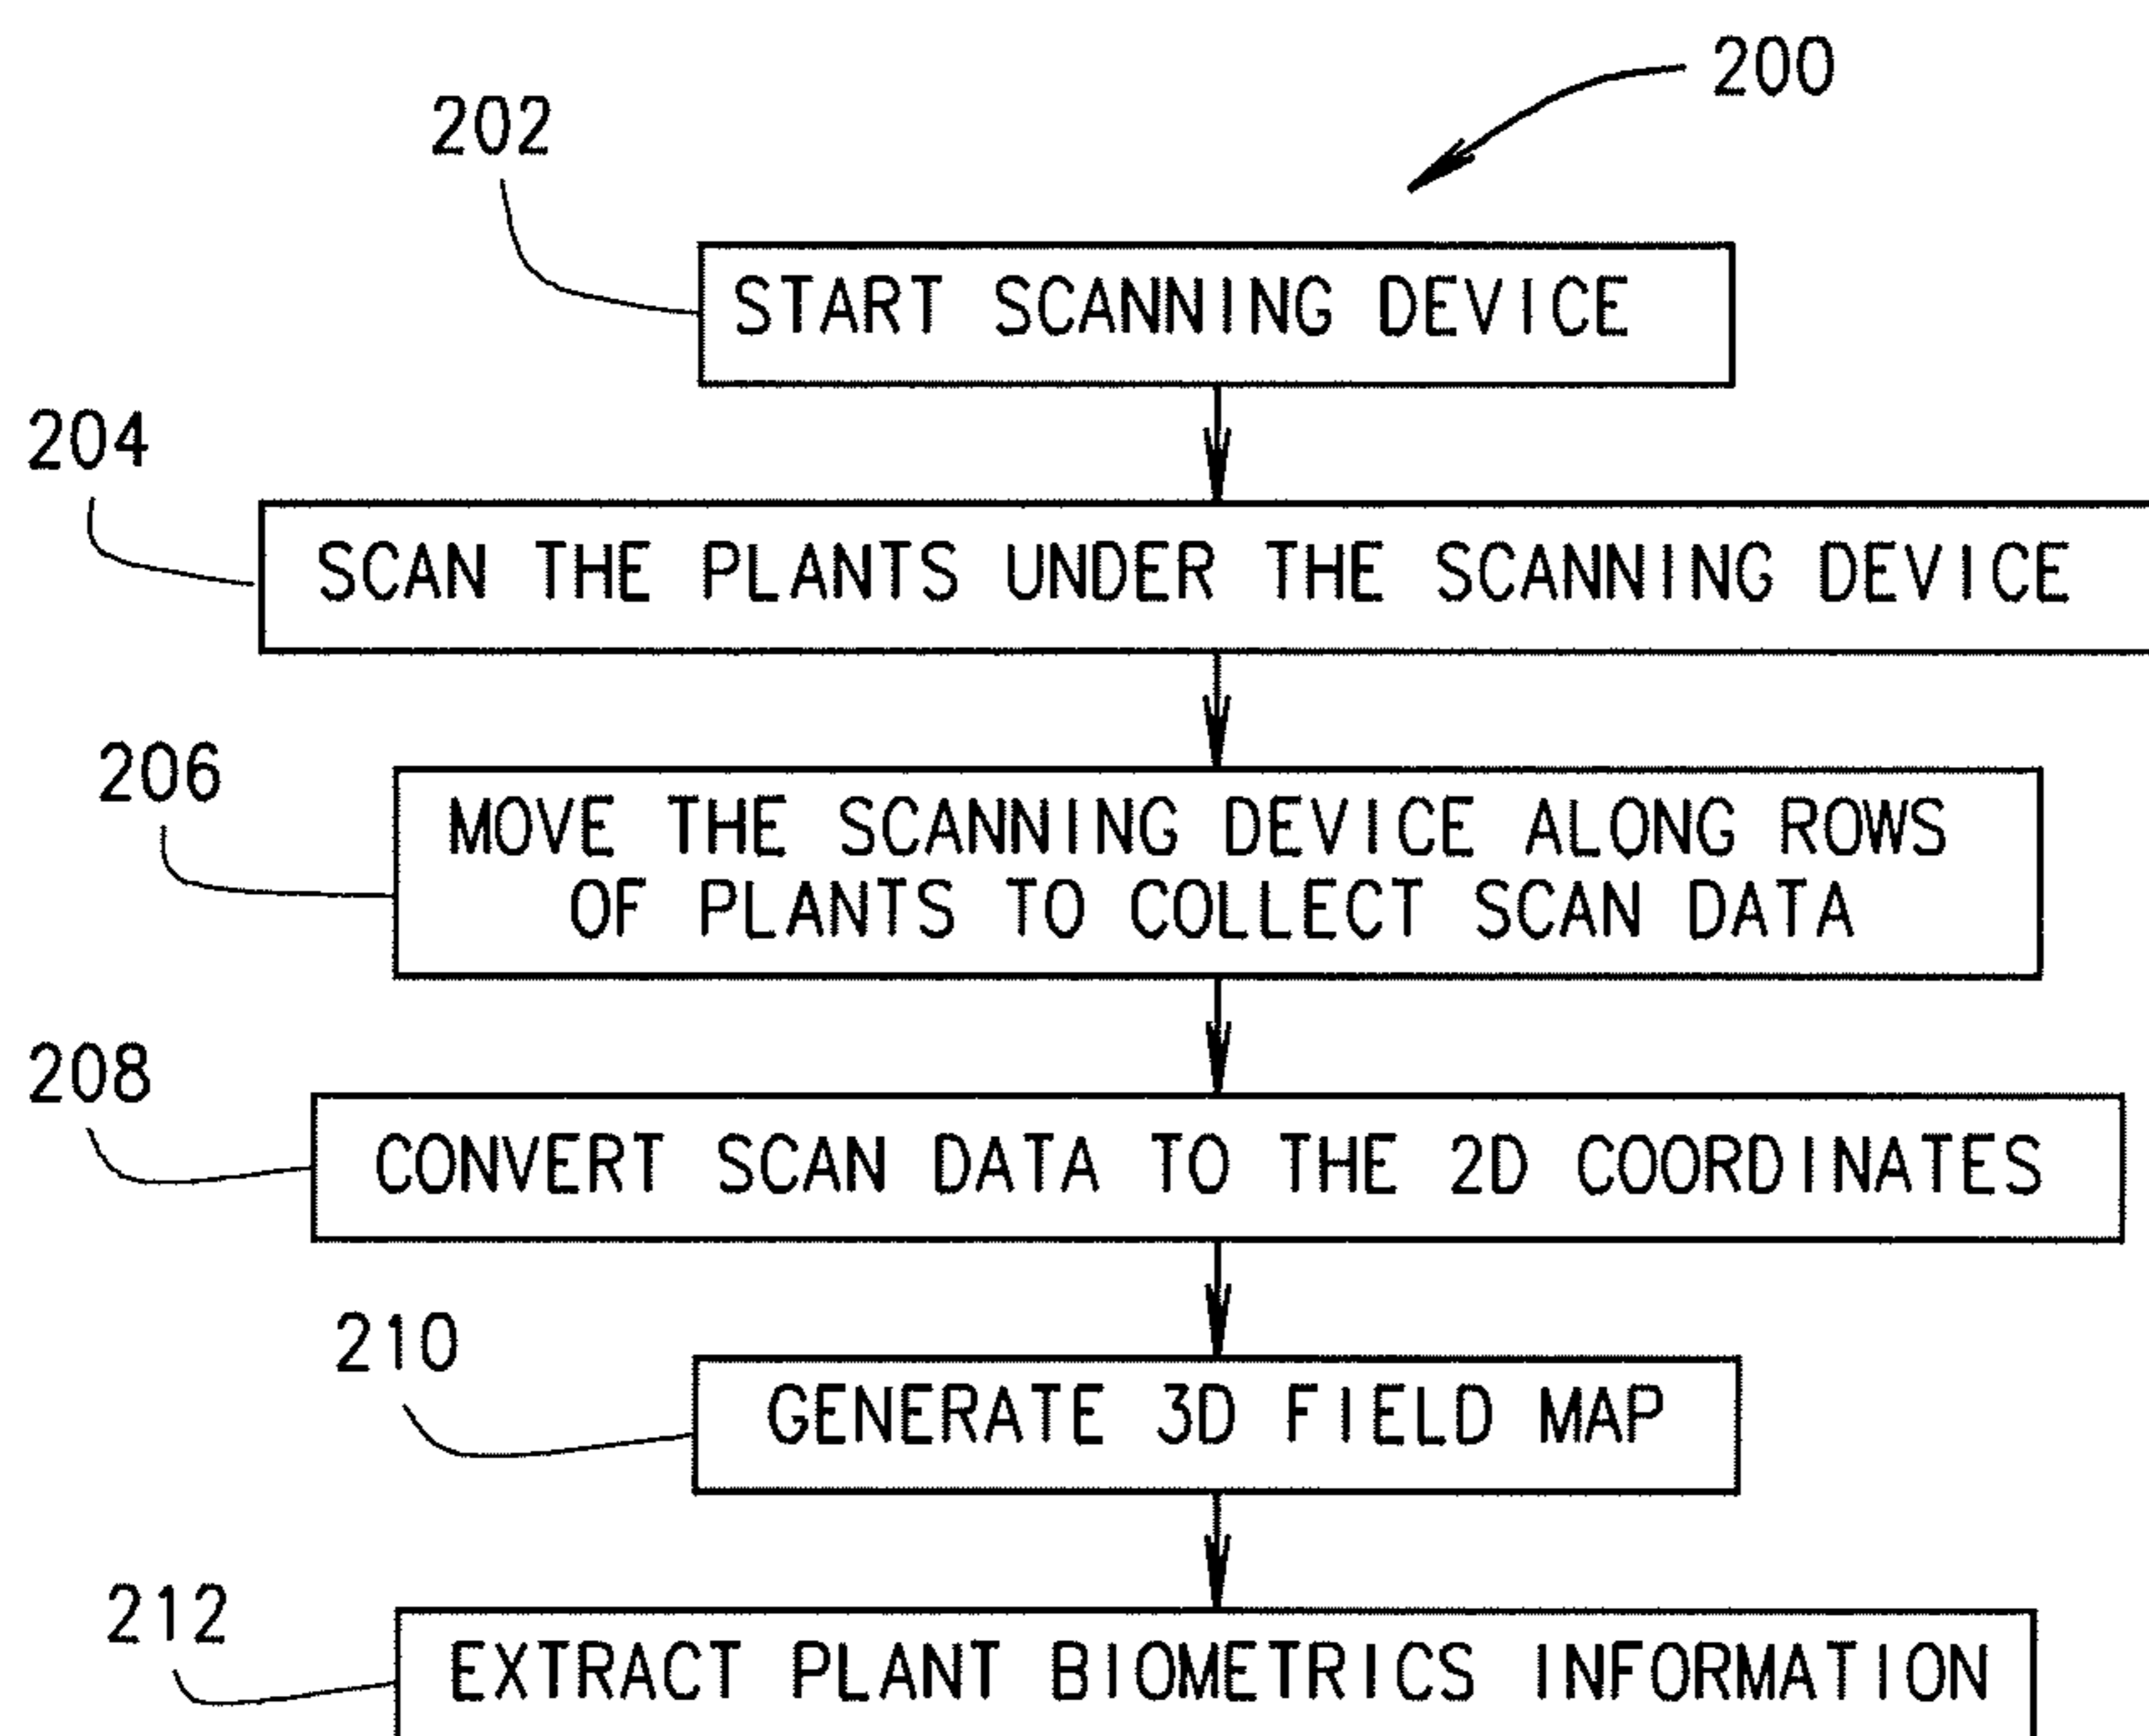 200
202
START SCANNING DEVICE
204
SCAN THE PLANTS UNDER THE SCANNING DEVICE
206
MOVE THE SCANNING DEVICE ALONG ROWS
OF PLANTS TO COLLECT SCAN DATA
208
CONVERT SCAN DATA TO THE 2D COORDINATES
210
GENERATE 3D FIELD MAP
212
EXTRACT PLANT BIOMETRICS INFORMATION